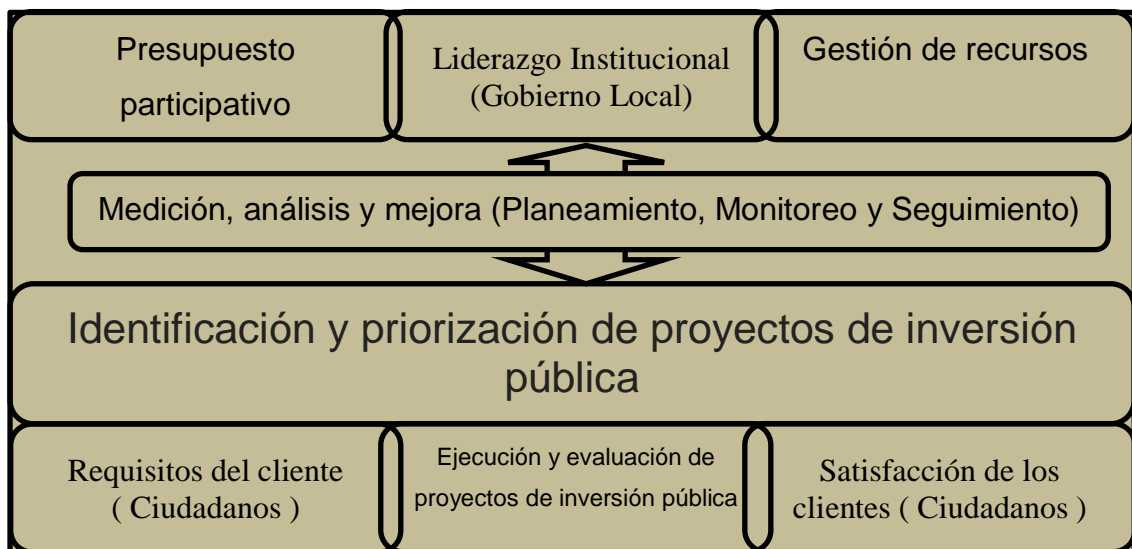 Presupuesto
participativo
Liderazgo Institucional
(Gobierno Local)
Gestión de recursos
Medición, análisis y mejora (Planeamiento, Monitoreo y Seguimiento)
Identificación y priorización de proyectos de inversión
pública
Requisitos del cliente
( Ciudadanos )
Ejecución y evaluación de
proyectos de inversión pública
Satisfacción de los
clientes ( Ciudadanos )